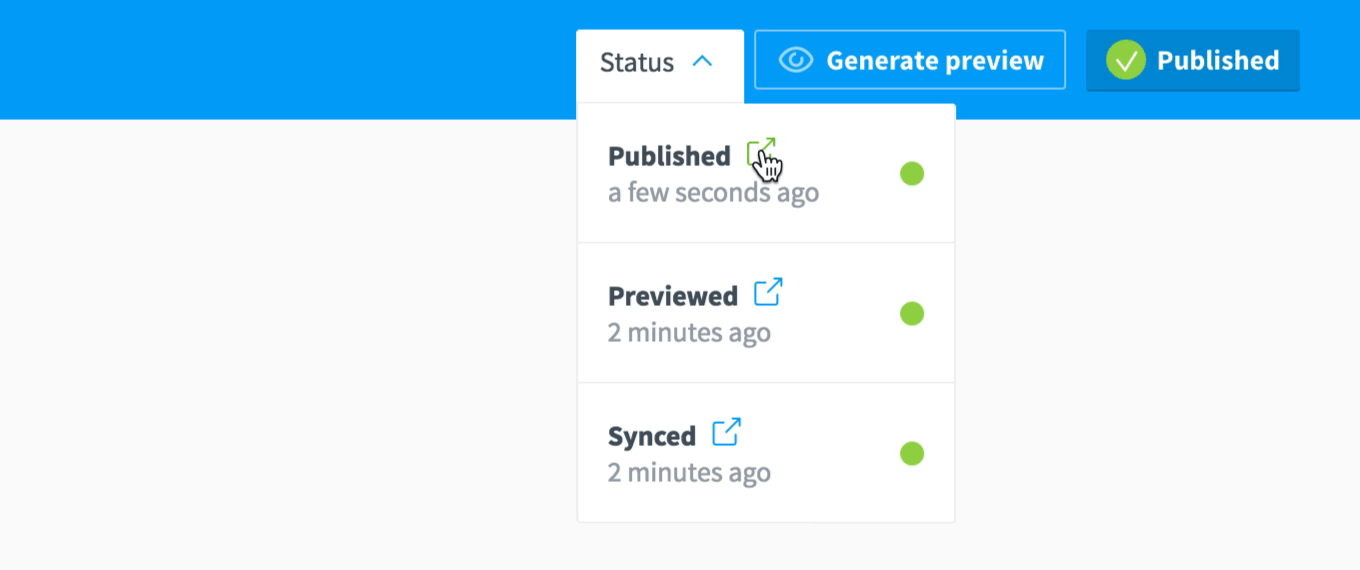 Status
Generate preview
Published
Published
a few seconds ago
Previewed
2 minutes ago
Synced
2 minutes ago